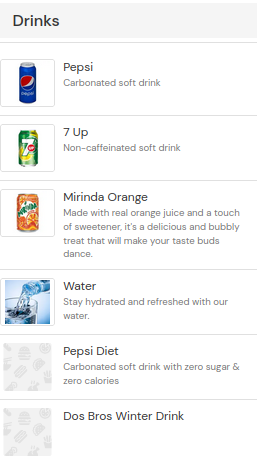 Drinks
Pepsi
Carbonated soft drink
7 Up
Non-caffeinated soft drink
Mirinda Orange
Made with real orange juice and a touch
of sweetener, it's a delicious and bubbly
treat that will make your taste buds
dance.
Water
Stay hydrated and refreshed with our
water.
Pepsi Diet
Carbonated soft drink with zero sugar &
zero calories
Dos Bros Winter Drink